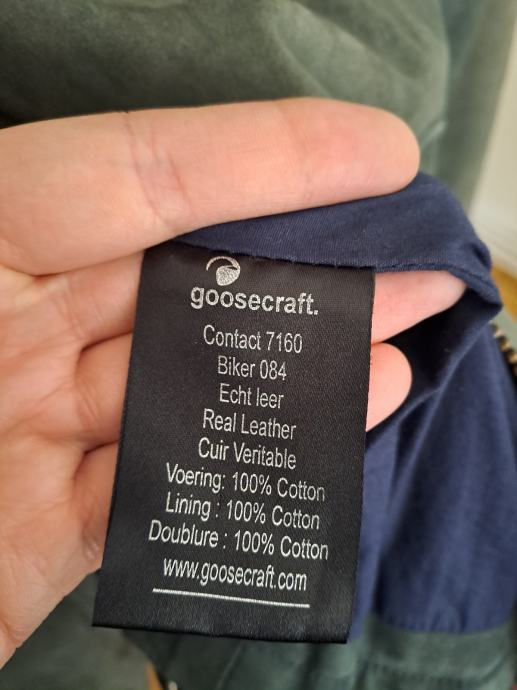 goosecraft.
Contact 7160
Biker 084
Echt leer
Real Leather
Cuir Veritable
Voering: 100% Cotton
Lining : 100% Cotton
Doublure : 100% Cotton
www.goosecraft.com